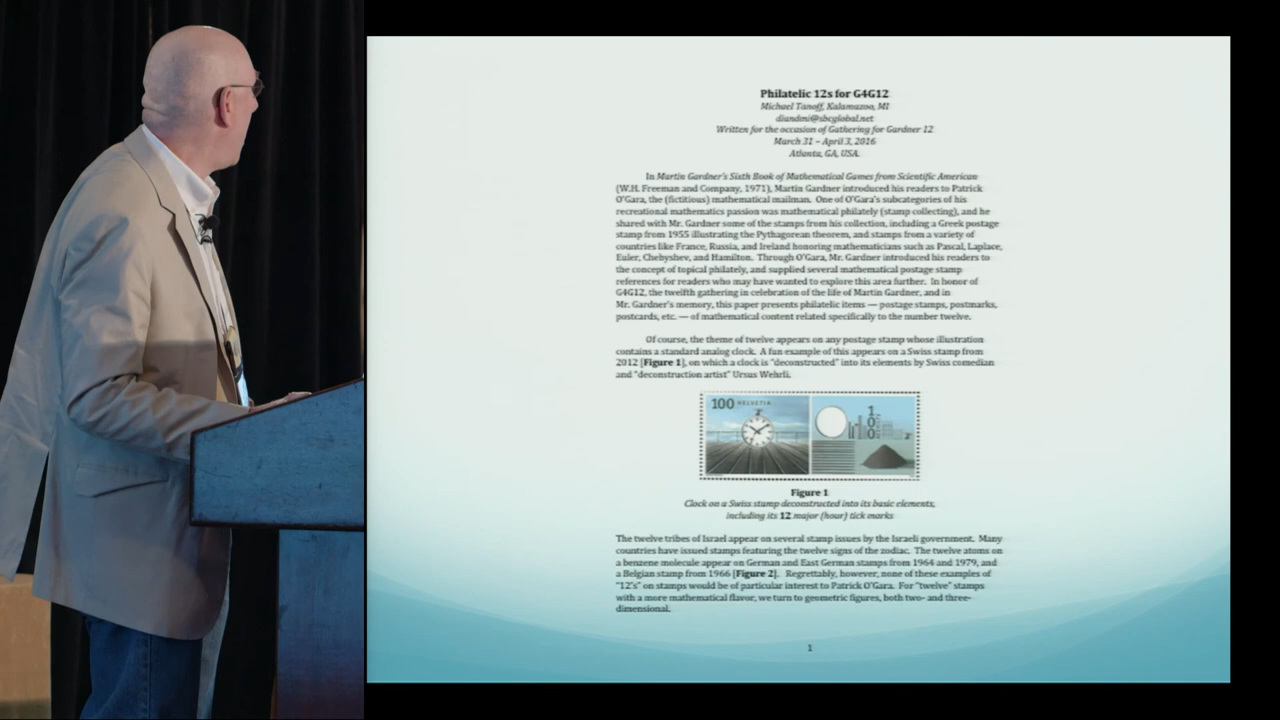 Philatelic 12s for G4G12
Michael Tanoff, Kalamazoo, MI
diandmi@sbcglobal.net
Written for the occasion of Gathering for Gardner 12
March 31 – April 3, 2016
Atlanta, GA, USA.
In Martin Gardner's Sixth Book of Mathematical Games from Scientific American
(W.H. Freeman and Company, 1971), Martin Gardner introduced his readers to Patrick
O'Gara, the (fictitious) mathematical mailman. One of O'Gara's subcategories of his
recreational mathematics passion was mathematical philately (stamp collecting), and he
shared with Mr. Gardner some of the stamps from his collection, including a Greek postage
stamp from 1955 illustrating the Pythagorean theorem, and stamps from a variety of
countries like France, Russia, and Ireland honoring mathematicians such as Pascal, Laplace,
Euler, Chebyshev, and Hamilton. Through O'Gara, Mr. Gardner introduced his readers to
the concept of topical philately, and supplied several mathematical postage stamp
references for readers who may have wanted to explore this area further. In honor of
G4G12, the twelfth gathering in celebration of the life of Martin Gardner, and in
Mr. Gardner's memory, this paper presents philatelic items — postage stamps, postmarks,
postcards, etc. — of mathematical content related specifically to the number twelve.
Of course, the theme of twelve appears on any postage stamp whose illustration
contains a standard analog clock. A fun example of this appears on a Swiss stamp from
2012 [Figure 1], on which a clock is "deconstructed" into its elements by Swiss comedian
and "deconstruction artist" Ursus Wehrli.
100 HELVETIA
100
Figure 1
Clock on a Swiss stamp deconstructed into its basic elements,
including its 12 major (hour) tick marks
The twelve tribes of Israel appear on several stamp issues by the Israeli government. Many
countries have issued stamps featuring the twelve signs of the zodiac. The twelve atoms on
a benzene molecule appear on German and East German stamps from 1964 and 1979, and
a Belgian stamp from 1966 [Figure 2]. Regrettably, however, none of these examples of
"12's" on stamps would be of particular interest to Patrick O'Gara. For "twelve" stamps
with a more mathematical flavor, we turn to geometric figures, both two- and three-
dimensional.
1